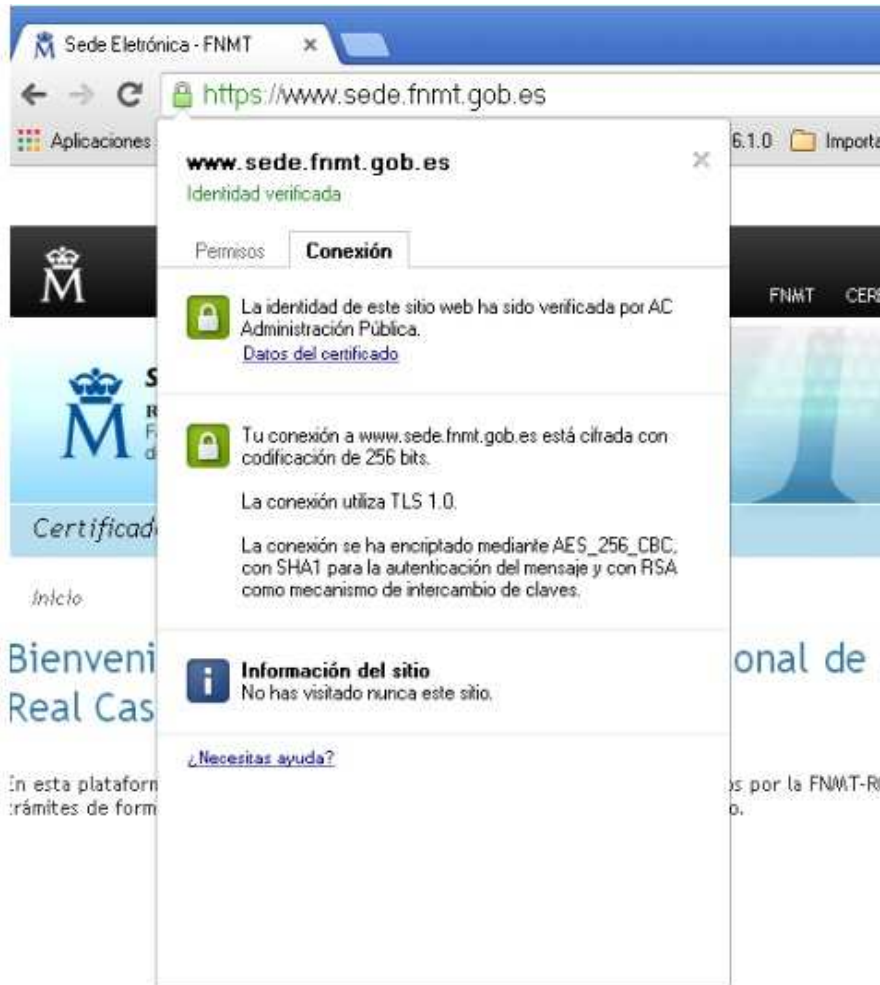 Sede Eletrónica - FNMT
https://www.sede.fnmt.gob.es
Aplicaciones
6.1.0
Importa
www.sede.fnmt.gob.es
Identidad verificada
Permisos
Conexión
FNMT
CERE
La identidad de este sitio web ha sido verificada por AC
Administración Pública.
Datos del certificado
S
R
F
d
Tu conexión a www.sede.fnmt.gob.es está cifrada con
codificación de 256 bits.
La conexión utiliza TLS 1.0.
Certificad
La conexión se ha encriptado mediante AES_256_CBC,
con SHA1 para la autenticación del mensaje y con RSA
como mecanismo de intercambio de claves.
Inicio
Bienveni
onal de
Real Cas
Información del sitio
No has visitado nunca este sitio.
¿Necesitas ayuda?
En esta plataform
os por la FNMT-R
trámites de form
o.